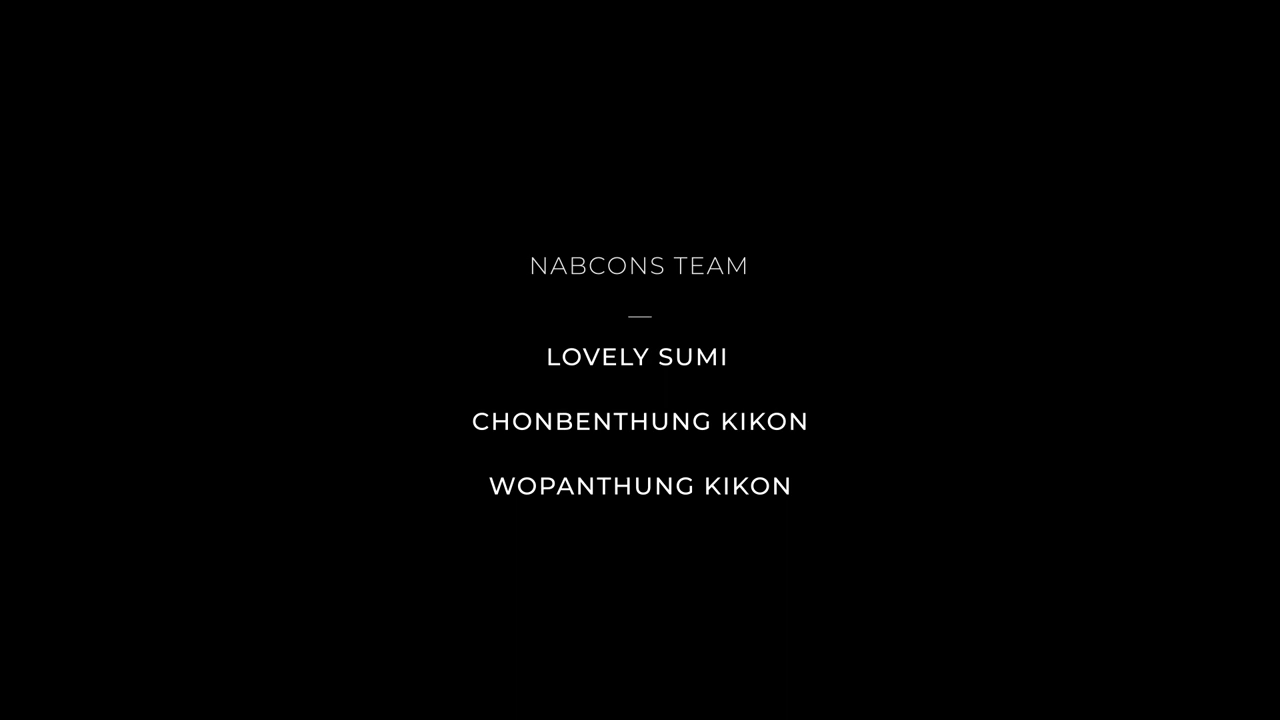 NABCONS TEAM
LOVELY SUMI
CHONBENTHUNG KIKON
WOPANTHUNG KIKON